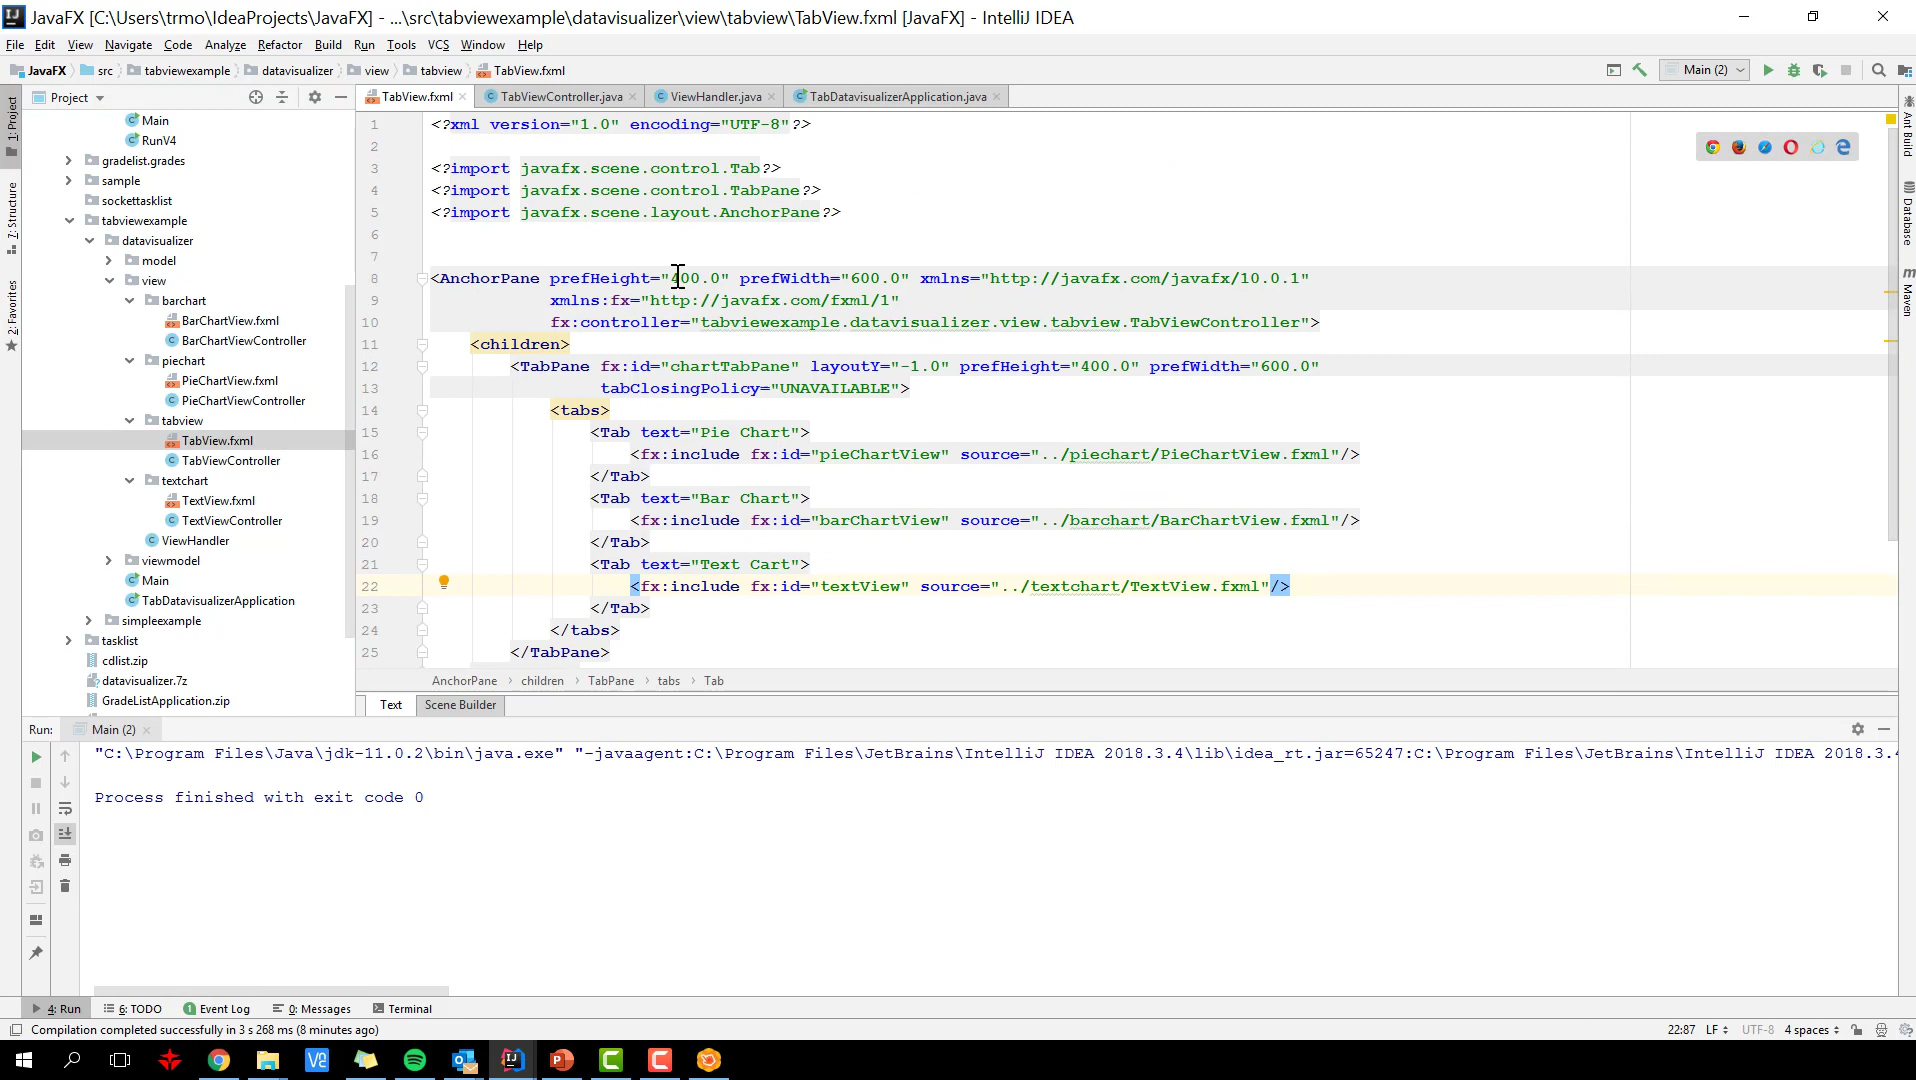 JavaFX [C:\Users\trmo\IdeaProjects\JavaFX] - ...\src\tabviewexample\datavisualizer\view\tabview\TabView.fxml [JavaFX] - IntelliJ IDEA
File Edit View Navigate Code Analyze Refactor Build Run Tools VCS Window Help
JavaFX src tabviewexample datavisualizer view tabview TabView.fxml Main (2)
Project
TabView.fxml TabViewController.java ViewHandler.java TabDatavisualizerApplication.java
1: Project
7: Structure
2: Favorites
Main
RunV4
gradelist.grades
sample
sockettasklist
tabviewexample
datavisualizer
model
view
barchart
BarChartView.fxml
BarChartViewController
piechart
PieChartView.fxml
PieChartViewController
tabview
TabView.fxml
TabViewController
textchart
TextView.fxml
TextViewController
ViewHandler
viewmodel
Main
TabDatavisualizerApplication
simpleexample
tasklist
cdlist.zip
datavisualizer.7z
GradeListApplication.zip
1 <?xml version="1.0" encoding="UTF-8"?>
2
3 <?import javafx.scene.control.Tab?>
4 <?import javafx.scene.control.TabPane?>
5 <?import javafx.scene.layout.AnchorPane?>
6
7
8 <AnchorPane prefHeight="400.0" prefWidth="600.0" xmlns="http://javafx.com/javafx/10.0.1"
9 xmlns:fx="http://javafx.com/fxml/1"
10 fx:controller="tabviewexample.datavisualizer.view.tabview.TabViewController">
11 <children>
12 <TabPane fx:id="chartTabPane" layoutY="-1.0" prefHeight="400.0" prefWidth="600.0"
13 tabClosingPolicy="UNAVAILABLE">
14 <tabs>
15 <Tab text="Pie Chart">
16 <fx:include fx:id="pieChartView" source="../piechart/PieChartView.fxml"/>
17 </Tab>
18 <Tab text="Bar Chart">
19 <fx:include fx:id="barChartView" source="../barchart/BarChartView.fxml"/>
20 </Tab>
21 <Tab text="Text Cart">
22 <fx:include fx:id="textView" source="../textchart/TextView.fxml"/>
23 </Tab>
24 </tabs>
25 </TabPane>
AnchorPane children TabPane tabs Tab
Text Scene Builder
Ant Build
Database
Maven
Run: Main (2)
"C:\Program Files\Java\jdk-11.0.2\bin\java.exe" "-javaagent:C:\Program Files\JetBrains\IntelliJ IDEA 2018.3.4\lib\idea_rt.jar=65247:C:\Program Files\JetBrains\IntelliJ IDEA 2018.3.4
Process finished with exit code 0
4: Run 6: TODO 1 Event Log 0: Messages Terminal
Compilation completed successfully in 3 s 268 ms (8 minutes ago) 22:87 LF UTF-8 4 spaces